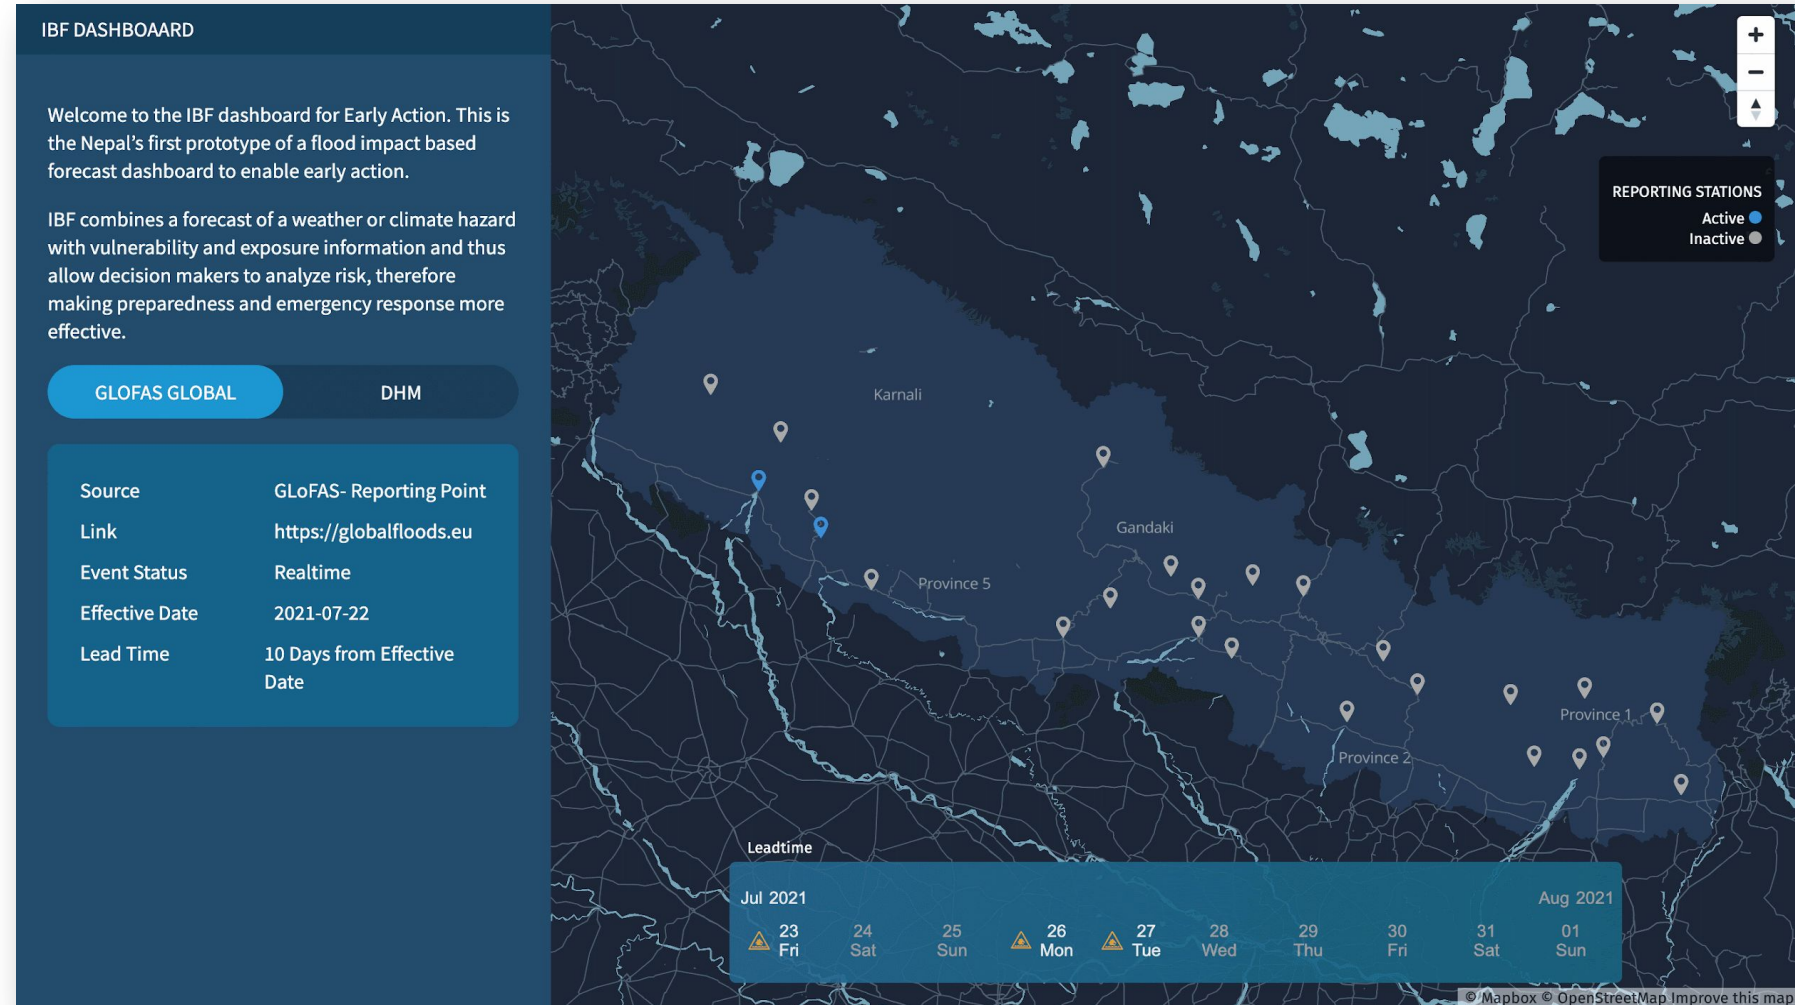 IBF DASHBOAARD
Welcome to the IBF dashboard for Early Action. This is
the Nepal's first prototype of a flood impact based
forecast dashboard to enable early action.
IBF combines a forecast of a weather or climate hazard
with vulnerability and exposure information and thus
allow decision makers to analyze risk, therefore
making preparedness and emergency response more
effective.
GLOFAS GLOBAL DHM
Source GLoFAS- Reporting Point
Link https://globalfloods.eu
Event Status Realtime
Effective Date 2021-07-22
Lead Time 10 Days from Effective
Date
REPORTING STATIONS
Active
Inactive
Karnali
Gandaki
Province 5
Province 1
Province 2
Leadtime
Jul 2021 Aug 2021
23 24 25 26 27 28 29 30 31 01
Fri Sat Sun Mon Tue Wed Thu Fri Sat Sun
© Mapbox © OpenStreetMap Improve this map